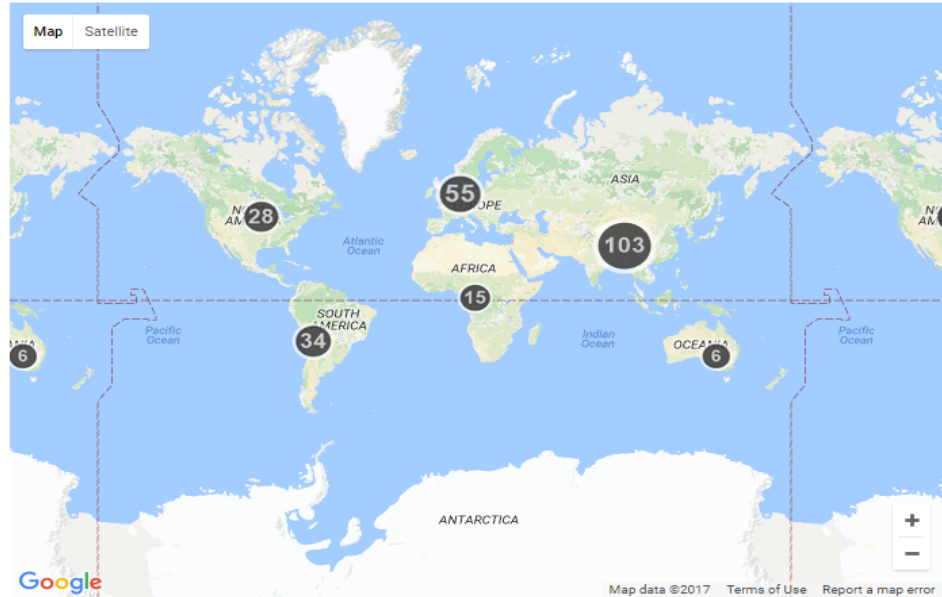 Map Satellite
ASIA
55
28
103
Atlantic
Ocean
AFRICA
15
SOUTH
AMERICA
Pacific
Ocean
Indian
Ocean
Pacific
Ocean
34
6
OCEANIA
6
ANTARCTICA
+
−
Google
Map data ©2017 Terms of Use Report a map error